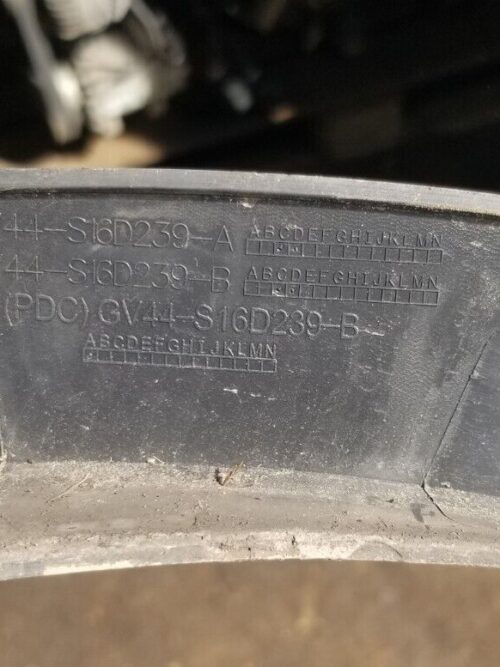 44-S16D239-A ABCDEFGHIJKLMN
44-S16D239-B ABCDEFGHIJKLMN
(PDC) GV44-S16D239-B
ABCDEFGHIJKLMN